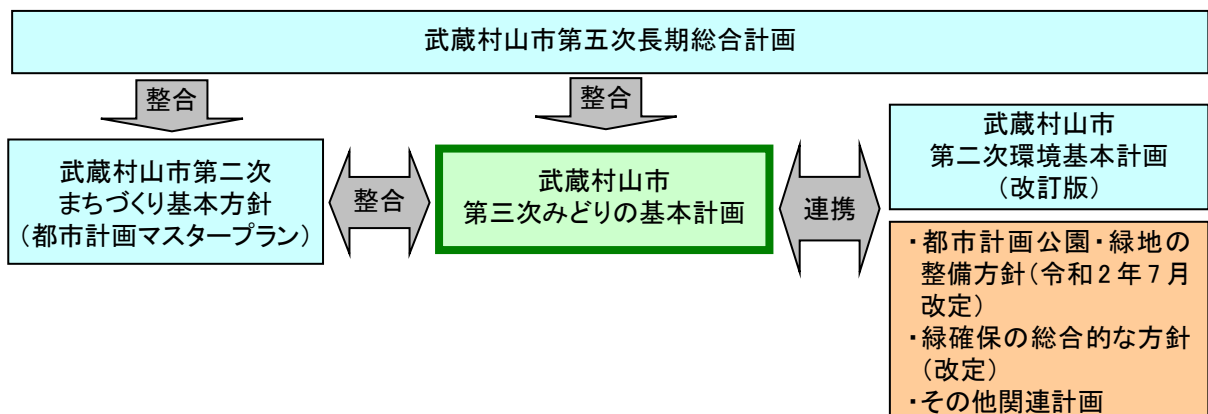 武蔵村山市第五次長期総合計画
整合
整合
武蔵村山市第二次
まちづくり基本方針
（都市計画マスタープラン）
整合
武蔵村山市
第三次みどりの基本計画
連携
武蔵村山市
第二次環境基本計画
（改訂版）
・都市計画公園・緑地の
整備方針（令和２年７月
改定）
・緑確保の総合的な方針
（改定）
・その他関連計画